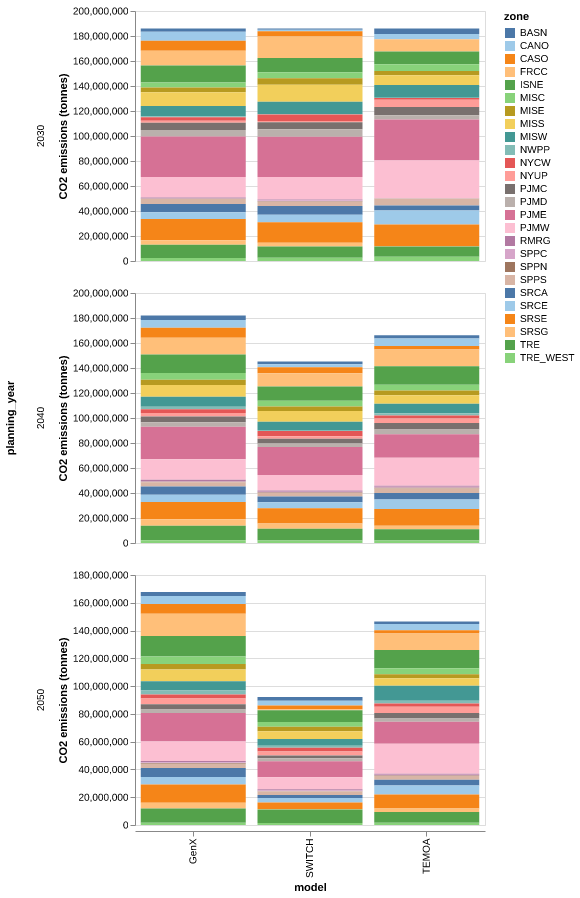 zone
BASN
CANO
CASO
FRCC
ISNE
MISC
MISE
MISS
MISW
NWPP
NYCW
NYUP
PJMC
PJMD
PJME
PJMW
RMRG
SPPC
SPPN
SPPS
SRCA
SRCE
SRSE
SRSG
TRE
TRE_WEST
planning_year
2030
CO2 emissions (tonnes)
200,000,000
180,000,000
160,000,000
140,000,000
120,000,000
100,000,000
80,000,000
60,000,000
40,000,000
20,000,000
0
2040
CO2 emissions (tonnes)
200,000,000
180,000,000
160,000,000
140,000,000
120,000,000
100,000,000
80,000,000
60,000,000
40,000,000
20,000,000
0
2050
CO2 emissions (tonnes)
180,000,000
160,000,000
140,000,000
120,000,000
100,000,000
80,000,000
60,000,000
40,000,000
20,000,000
0
GenX
SWITCH
TEMOA
model